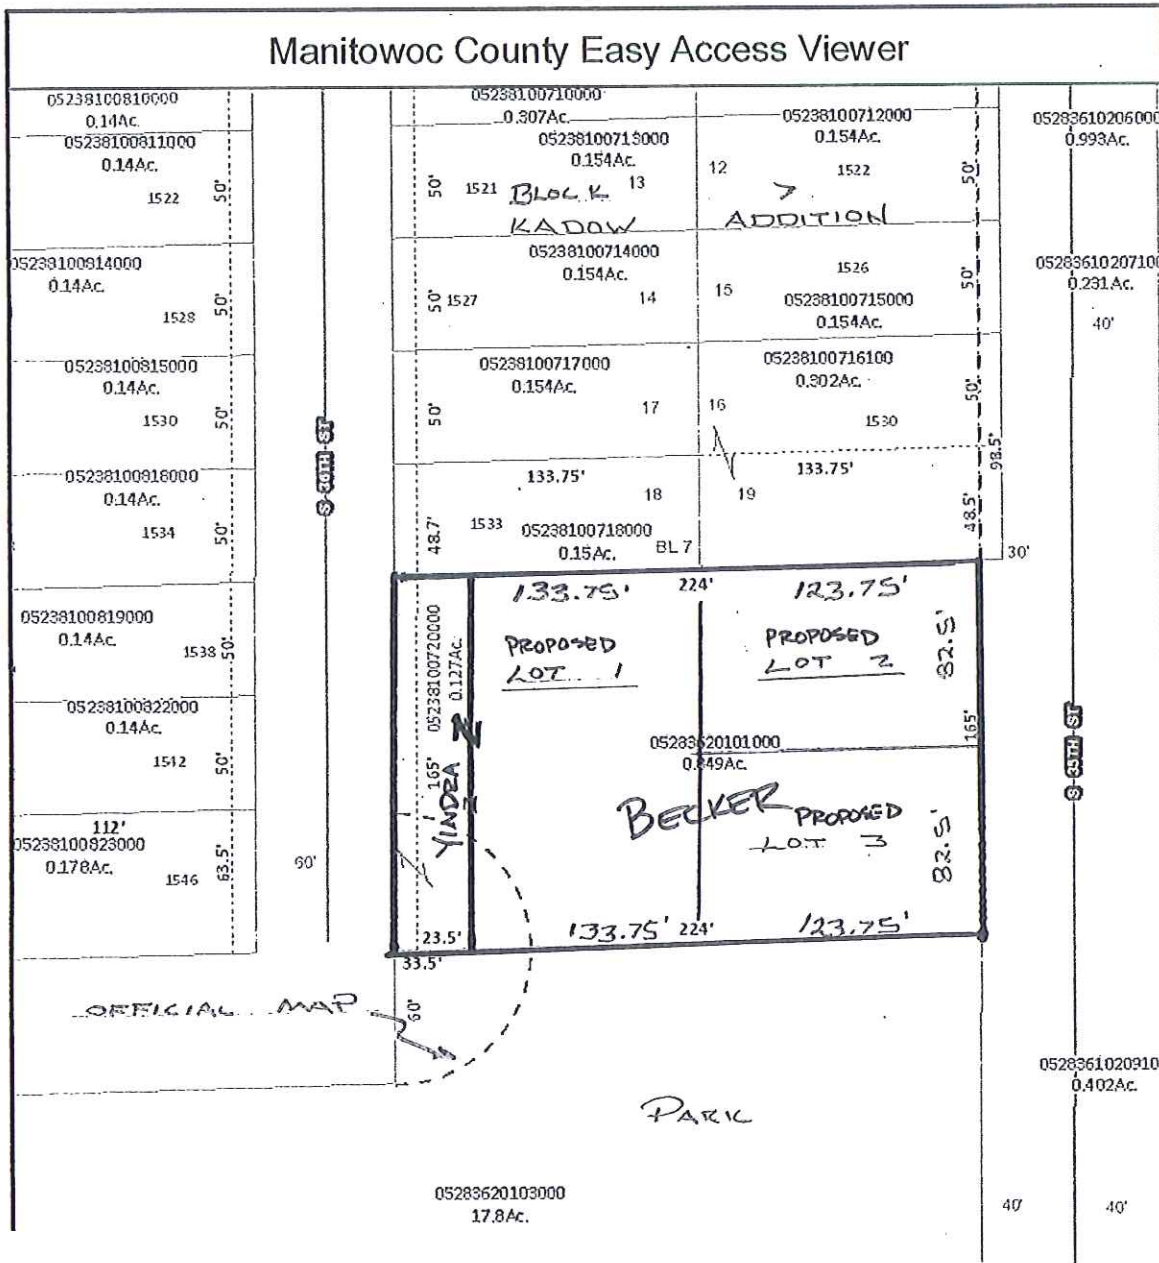 Manitowoc County Easy Access Viewer
05238100810000
0.14Ac.
05238100811000
0.14Ac.
1522
50'
05238100814000
0.14Ac.
1528
50'
05238100815000
0.14Ac.
1530
50'
05238100818000
0.14Ac.
1534
50'
05238100819000
0.14Ac.
1538
50'
05238100822000
0.14Ac.
1542
50'
112'
05238100823000
0.178Ac.
1546
63.5'
60'
S 36TH ST
05238100710000
0.307Ac.
05238100713000
0.154Ac.
50'
1521
BLOCK
13
KADOW
05238100712000
0.154Ac.
12
1522
7
50'
ADDITION
05238100714000
0.154Ac.
50'
1527
14
1526
15
05238100715000
0.154Ac.
50'
05238100717000
0.154Ac.
17
50'
05238100716100
0.302Ac.
16
1530
50'
98.5'
133.75'
18
1533
48.7'
05238100718000
0.15Ac.
BL 7
133.75'
19
48.5'
30'
133.75'
224'
123.75'
PROPOSED
LOT 1
PROPOSED
LOT 2
82.5'
05238100720000
0.127Ac.
165'
YINDRA
N
05283620101000
0.849Ac.
165'
BECKER
PROPOSED
LOT 3
82.5'
23.5'
133.75'
224'
123.75'
33.5'
60'
OFFICIAL MAP
PARK
05283620103000
17.8Ac.
05283610206000
0.993Ac.
05283610207100
0.231Ac.
40'
S 35TH ST
0528361020910
0.402Ac.
40'
40'